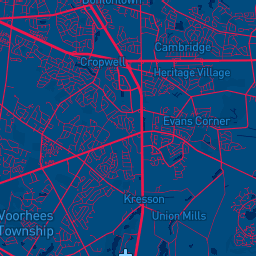 Cambridge
Cropwell
Heritage Village
Evans Corner
Kresson
Voorhees
Township
Union Mills